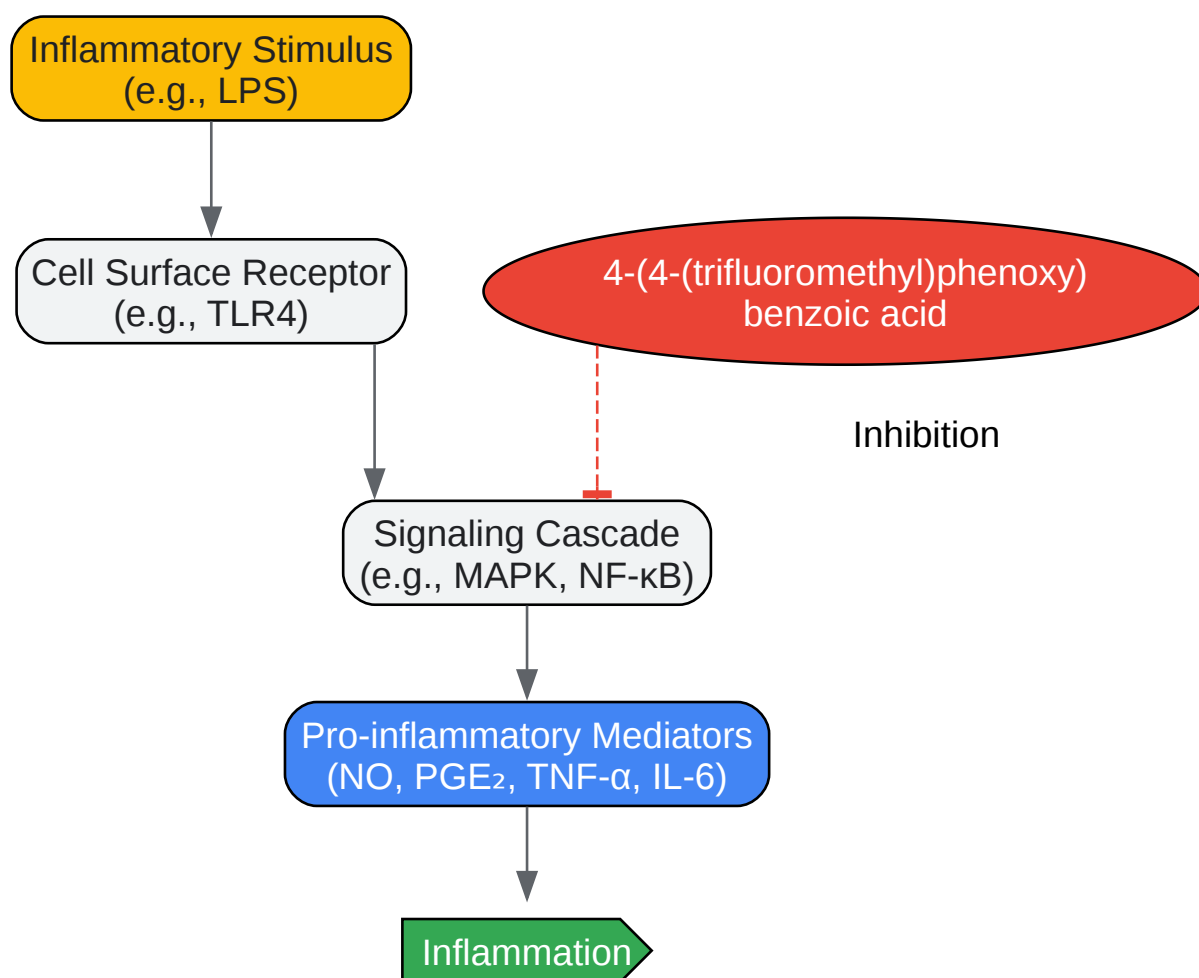 Inflammatory Stimulus
(e.g., LPS)
Cell Surface Receptor
(e.g., TLR4)
4-(4-(trifluoromethyl)phenoxy)
benzoic acid
Inhibition
Signaling Cascade
(e.g., MAPK, NF-κB)
Pro-inflammatory Mediators
(NO, PGE₂, TNF-α, IL-6)
Inflammation